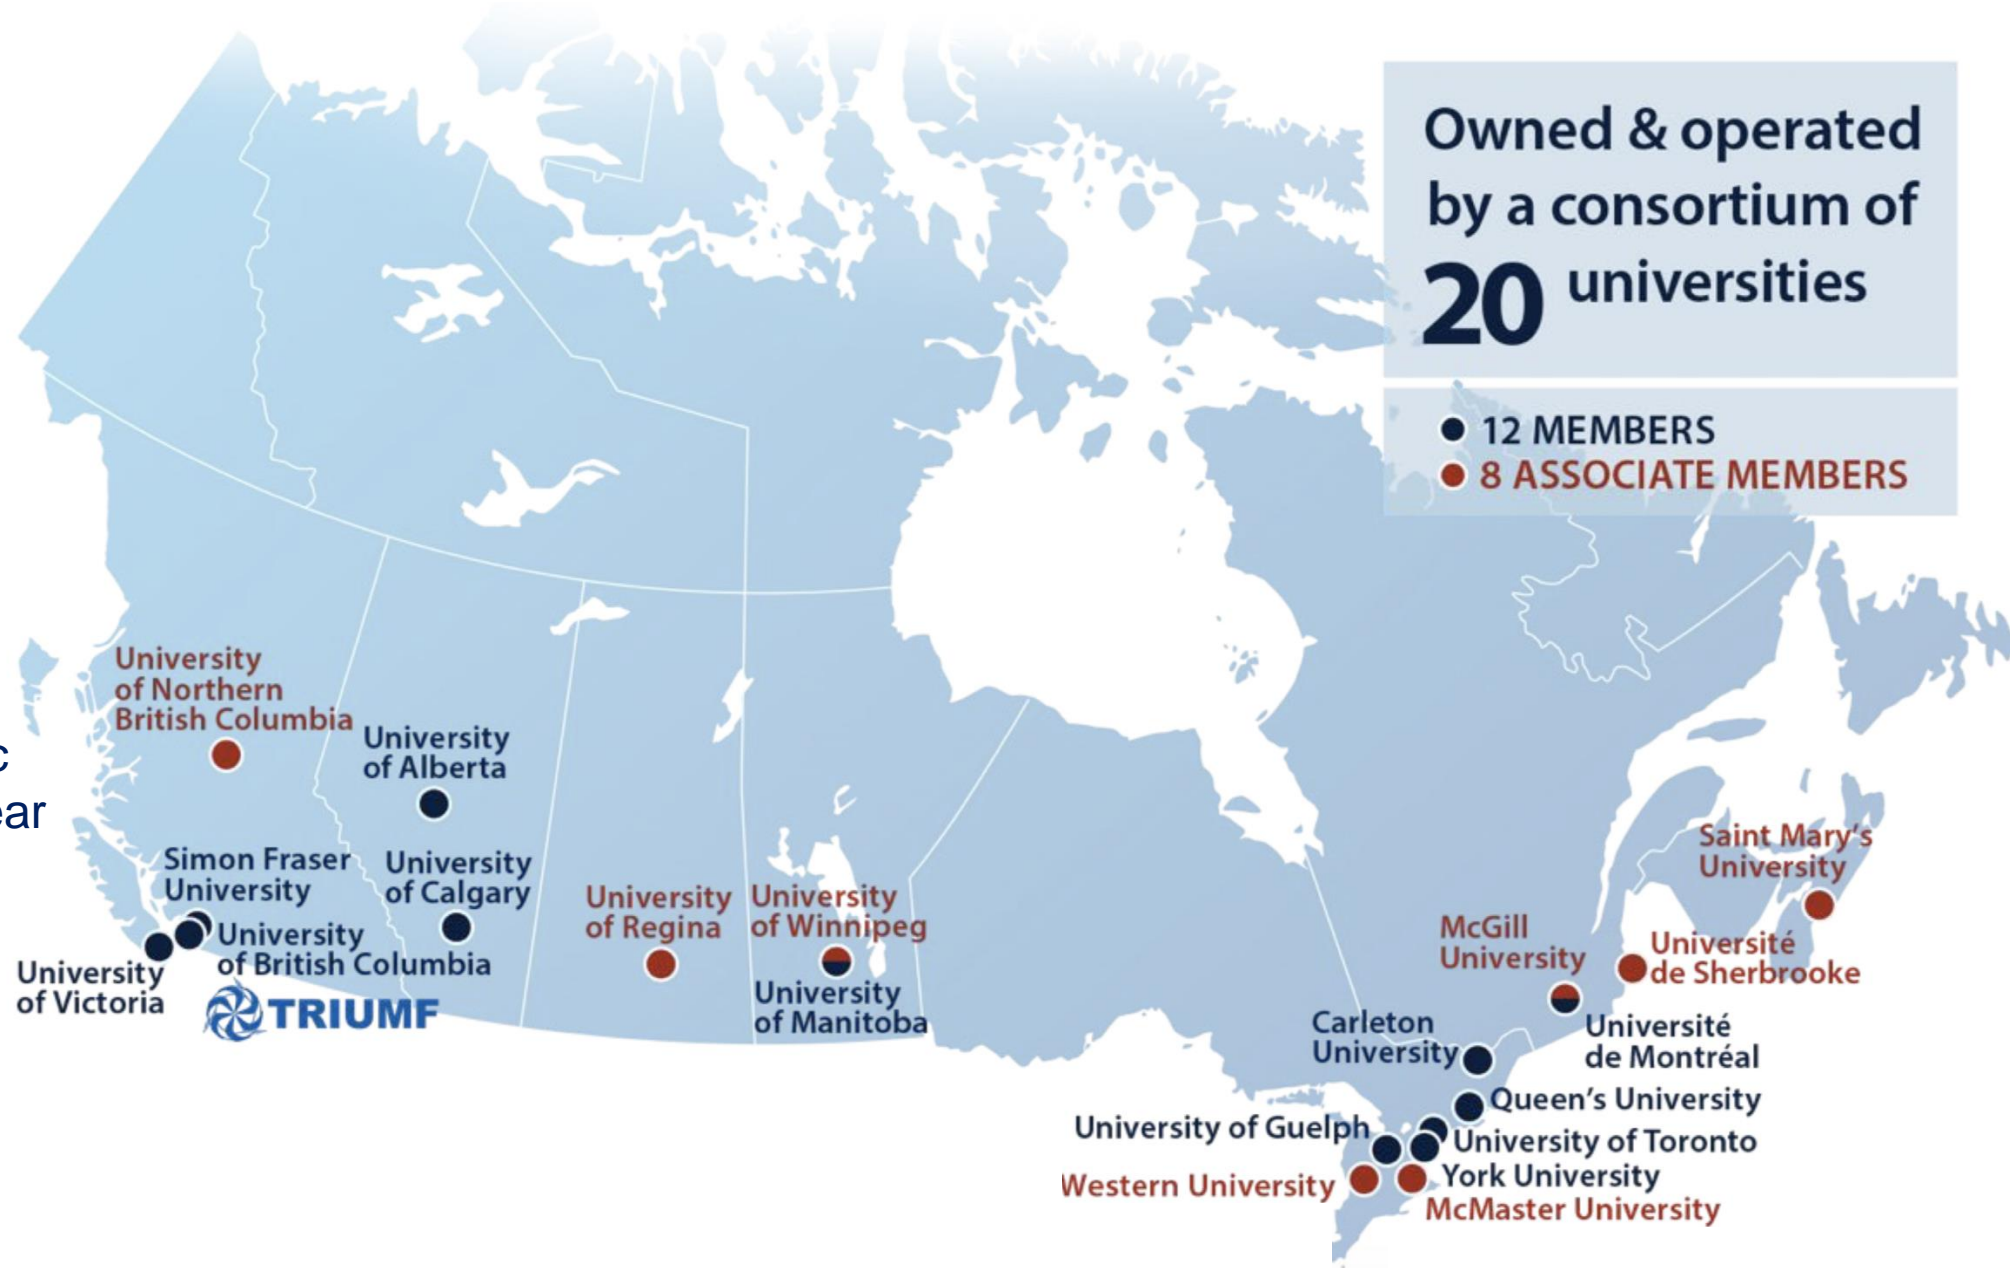 Owned & operated
by a consortium of
20 universities
12 MEMBERS
8 ASSOCIATE MEMBERS
University
of Northern
British Columbia
University
of Alberta
Simon Fraser
University
University
of Calgary
University
of British Columbia
University
of Victoria
TRIUMF
University
of Regina
University
of Winnipeg
University
of Manitoba
Saint Mary's
University
McGill
University
Université
de Sherbrooke
Université
de Montréal
Carleton
University
Queen's University
University of Guelph
University of Toronto
York University
Western University
McMaster University